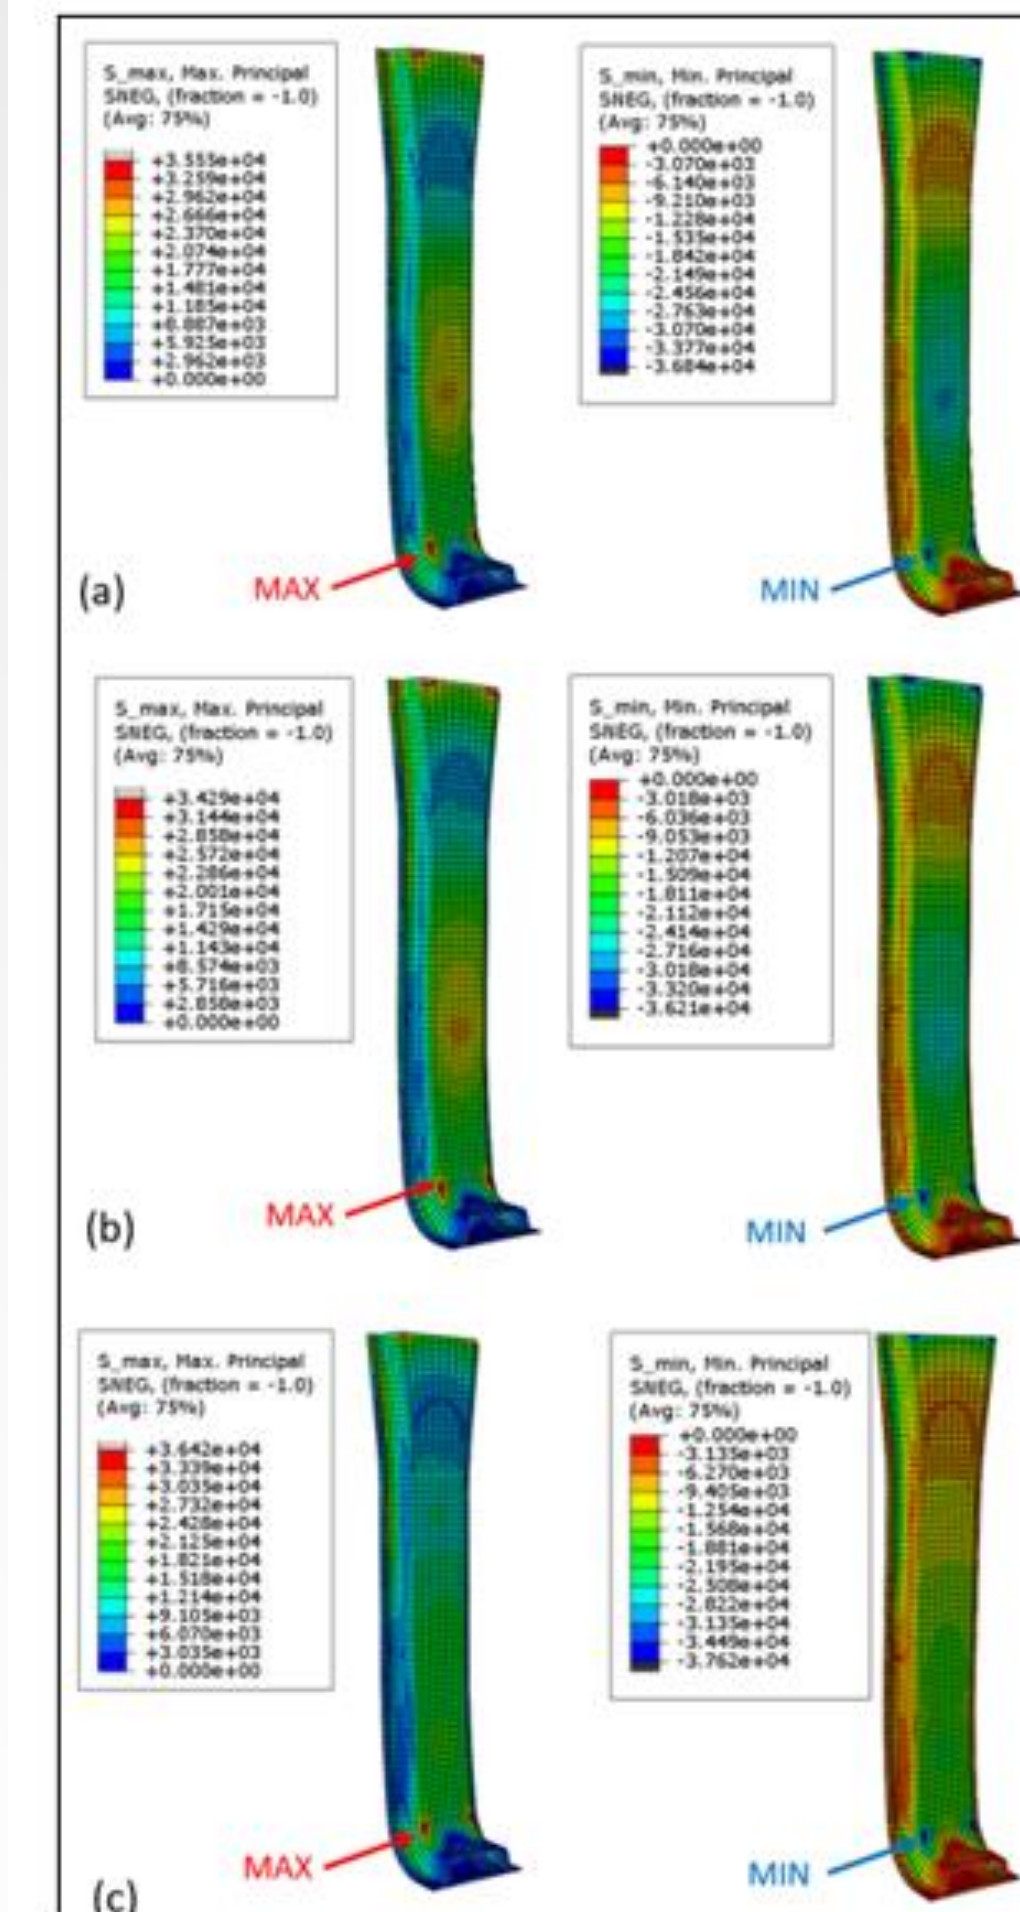 S_max, Max. Principal
SNEG, (fraction = -1.0)
(Avg: 75%)
+3.555e+04
+3.259e+04
+2.962e+04
+2.666e+04
+2.370e+04
+2.074e+04
+1.777e+04
+1.481e+04
+1.185e+04
+8.887e+03
+5.925e+03
+2.962e+03
+0.000e+00
MAX
S_min, Min. Principal
SNEG, (fraction = -1.0)
(Avg: 75%)
+0.000e+00
-3.070e+03
-6.140e+03
-9.210e+03
-1.228e+04
-1.535e+04
-1.842e+04
-2.149e+04
-2.456e+04
-2.763e+04
-3.070e+04
-3.377e+04
-3.684e+04
MIN
(a)
S_max, Max. Principal
SNEG, (fraction = -1.0)
(Avg: 75%)
+3.429e+04
+3.144e+04
+2.858e+04
+2.572e+04
+2.286e+04
+2.001e+04
+1.715e+04
+1.429e+04
+1.143e+04
+8.574e+03
+5.716e+03
+2.858e+03
+0.000e+00
MAX
S_min, Min. Principal
SNEG, (fraction = -1.0)
(Avg: 75%)
+0.000e+00
-3.018e+03
-6.036e+03
-9.053e+03
-1.207e+04
-1.509e+04
-1.811e+04
-2.112e+04
-2.414e+04
-2.716e+04
-3.018e+04
-3.320e+04
-3.621e+04
MIN
(b)
S_max, Max. Principal
SNEG, (fraction = -1.0)
(Avg: 75%)
+3.642e+04
+3.339e+04
+3.035e+04
+2.732e+04
+2.428e+04
+2.125e+04
+1.821e+04
+1.518e+04
+1.214e+04
+9.105e+03
+6.070e+03
+3.035e+03
+0.000e+00
MAX
S_min, Min. Principal
SNEG, (fraction = -1.0)
(Avg: 75%)
+0.000e+00
-3.135e+03
-6.270e+03
-9.405e+03
-1.254e+04
-1.568e+04
-1.881e+04
-2.195e+04
-2.508e+04
-2.822e+04
-3.135e+04
-3.449e+04
-3.762e+04
MIN
(c)